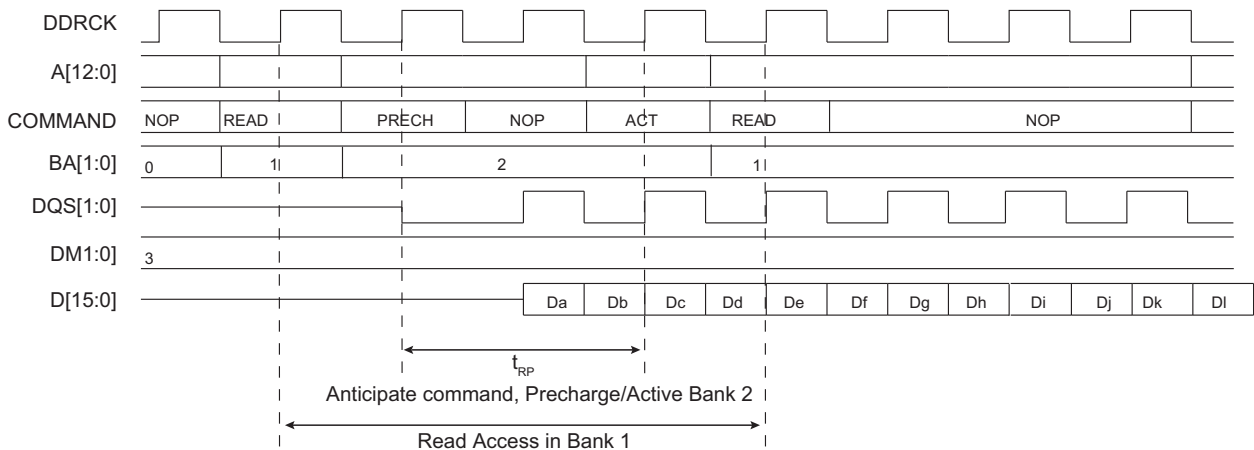 DDRCK
A[12:0]
COMMAND NOP READ PRECH NOP ACT READ NOP
BA[1:0] 0 1 2 1
DQS[1:0]
DM1:0] 3
D[15:0] Da Db Dc Dd De Df Dg Dh Di Dj Dk Dl
tRP
Anticipate command, Precharge/Active Bank 2
Read Access in Bank 1